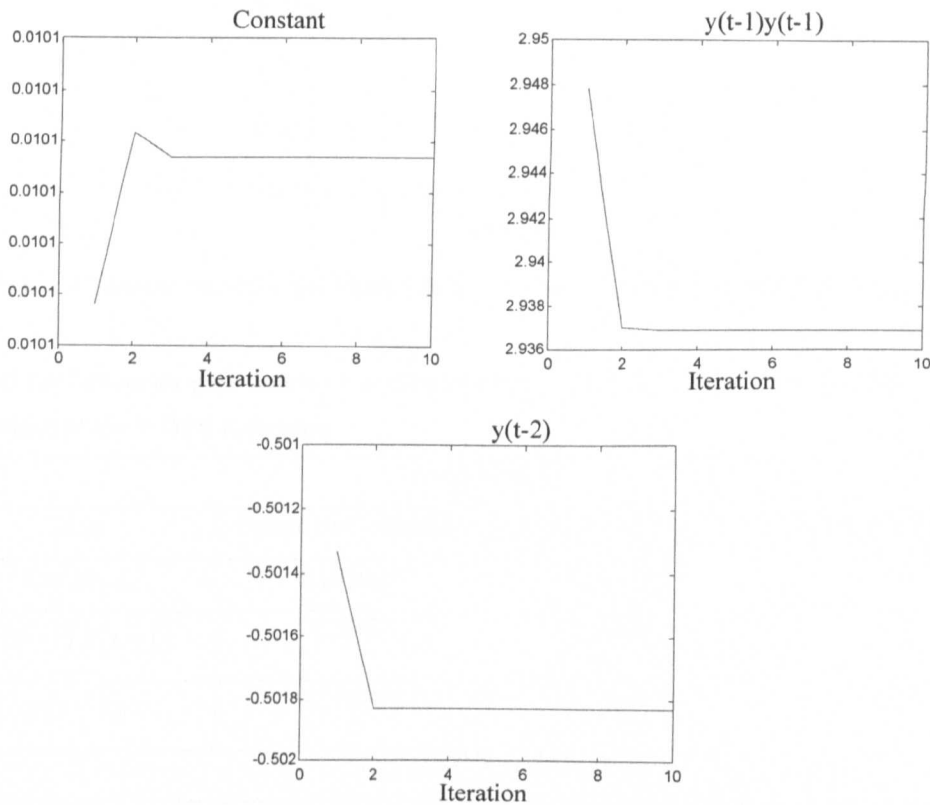 Constant
0.0101
0.0101
0.0101
0.0101
0.0101
0.0101
0.0101
0 2 4 6 8 10
Iteration
y(t-1)y(t-1)
2.95
2.948
2.946
2.944
2.942
2.94
2.938
2.936
0 2 4 6 8 10
Iteration
y(t-2)
-0.501
-0.5012
-0.5014
-0.5016
-0.5018
-0.502
0 2 4 6 8 10
Iteration